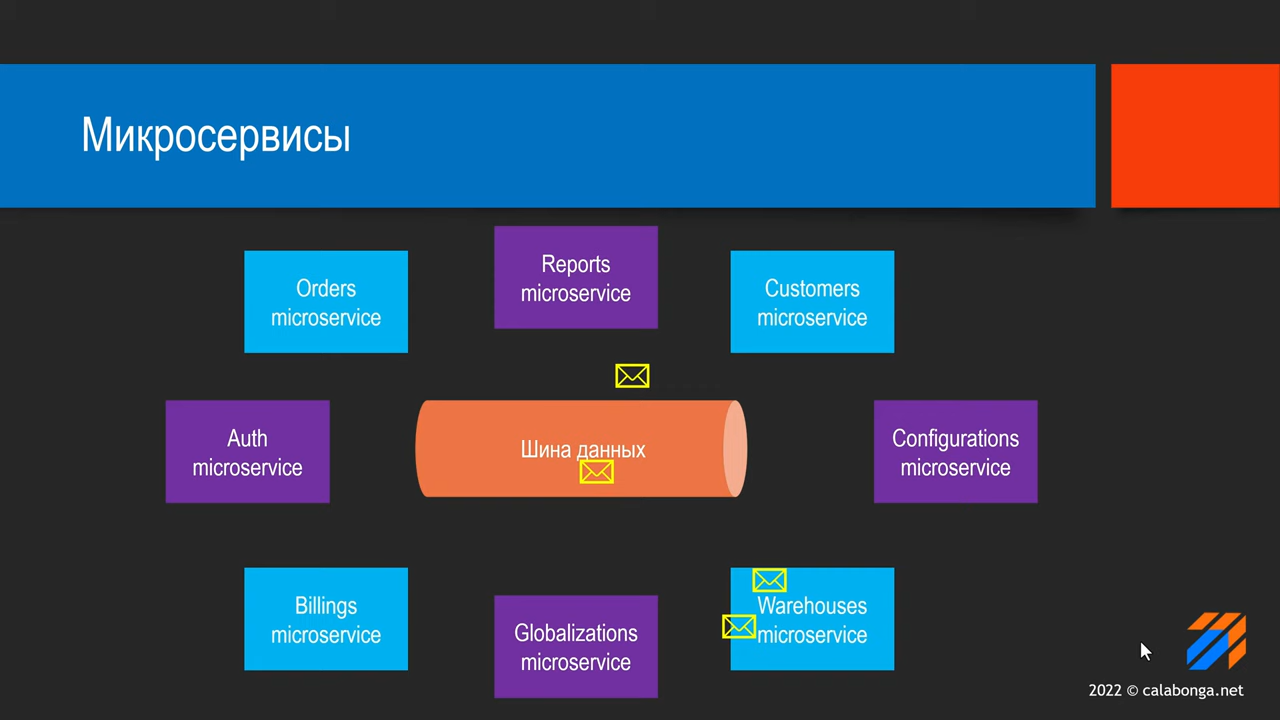 Микросервисы
Reports
microservice
Orders
microservice
Customers
microservice
Auth
microservice
Шина данных
Configurations
microservice
Billings
microservice
Globalizations
microservice
Warehouses
microservice
2022 © calabonga.net